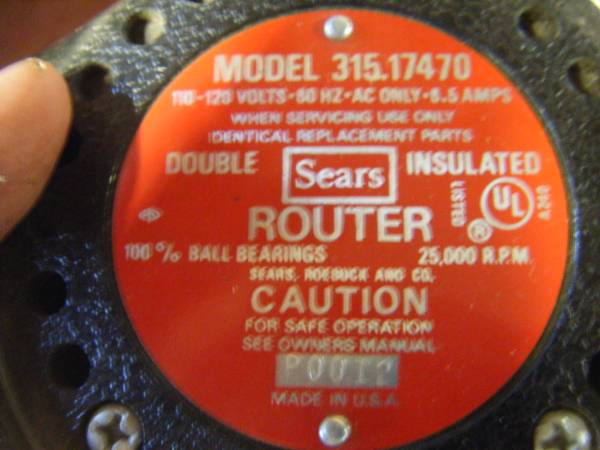 MODEL 315.17470
110-120 VOLTS-60 HZ-AC ONLY-6.5 AMPS
WHEN SERVICING USE ONLY
IDENTICAL REPLACEMENT PARTS
DOUBLE Sears INSULATED
LISTED UL ® A240
ROUTER
100% BALL BEARINGS 25,000 R.P.M.
SEARS, ROEBUCK AND CO.
CAUTION
FOR SAFE OPERATION
SEE OWNERS MANUAL
MADE IN U.S.A.